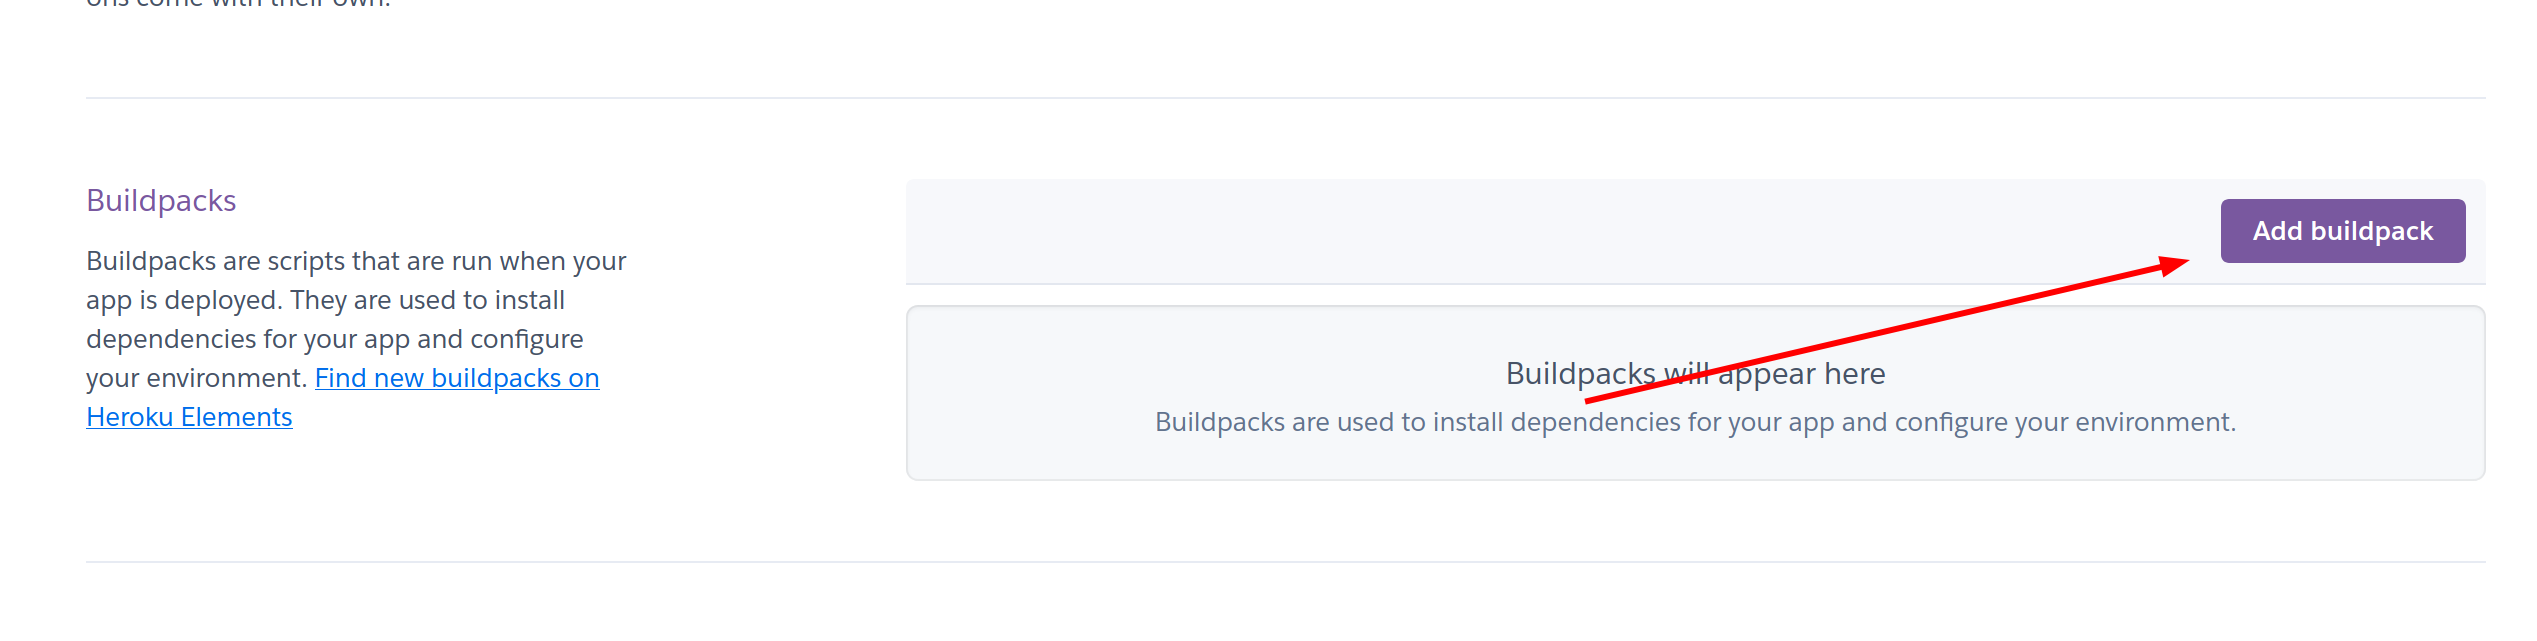 ons come with their own.
Buildpacks
Buildpacks are scripts that are run when your
app is deployed. They are used to install
dependencies for your app and configure
your environment. Find new buildpacks on
Heroku Elements
Add buildpack
Buildpacks will appear here
Buildpacks are used to install dependencies for your app and configure your environment.